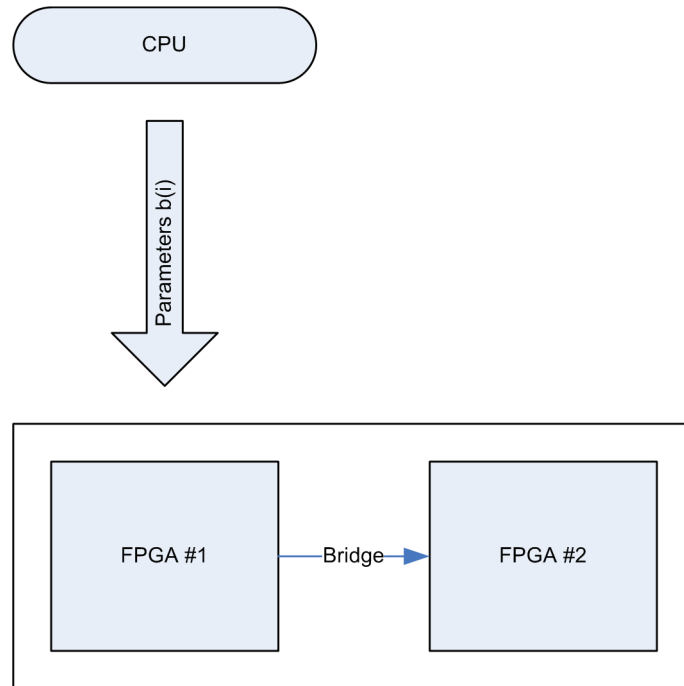 CPU
Parameters b(i)
FPGA #1
Bridge
FPGA #2